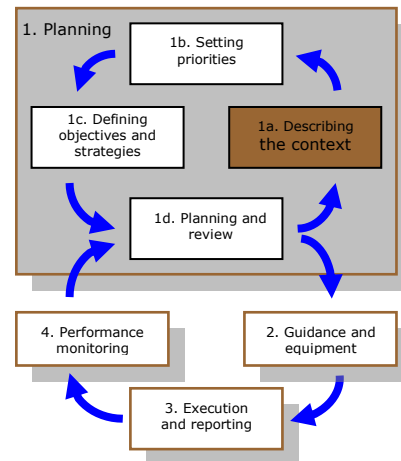 1. Planning
1b. Setting
priorities
1c. Defining
objectives and
strategies
1a. Describing
the context
1d. Planning and
review
4. Performance
monitoring
2. Guidance and
equipment
3. Execution
and reporting